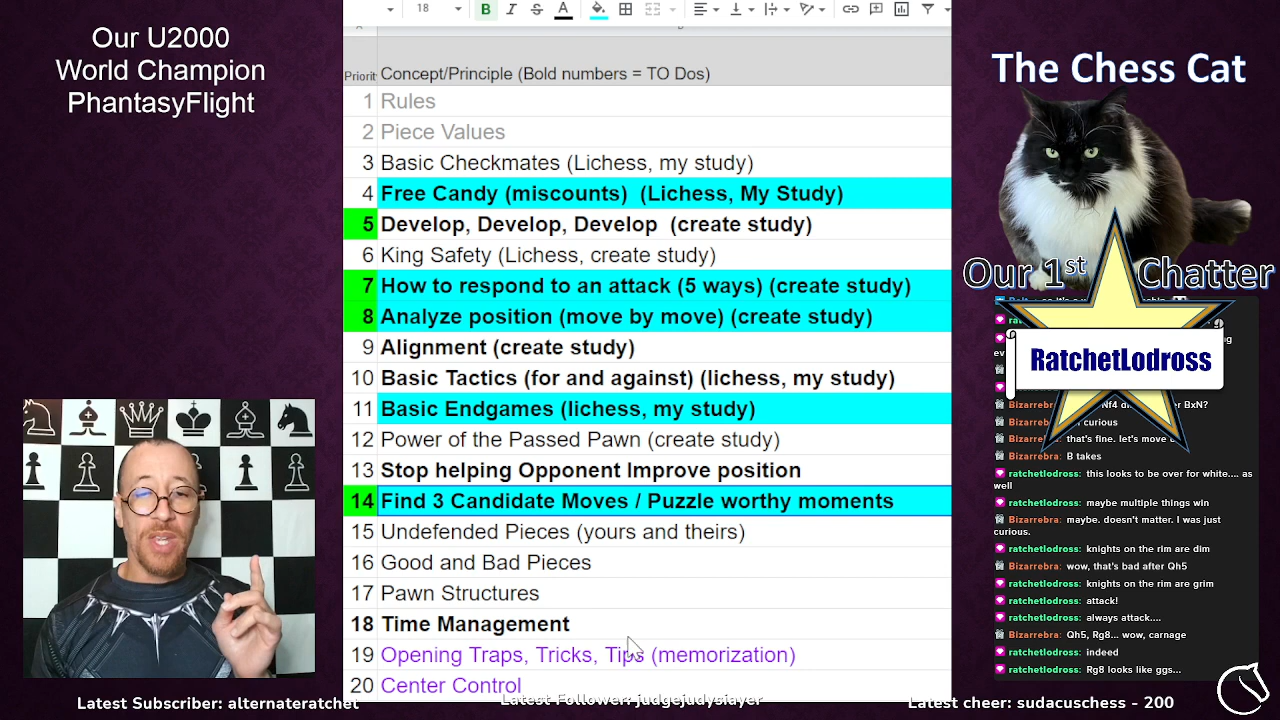 Our U2000
World Champion
PhantasyFlight
18
B
I
A
Priorit Concept/Principle (Bold numbers = TO Dos)
1 Rules
2 Piece Values
3 Basic Checkmates (Lichess, my study)
4 Free Candy (miscounts) (Lichess, My Study)
5 Develop, Develop, Develop (create study)
6 King Safety (Lichess, create study)
7 How to respond to an attack (5 ways) (create study)
8 Analyze position (move by move) (create study)
9 Alignment (create study)
10 Basic Tactics (for and against) (lichess, my study)
11 Basic Endgames (lichess, my study)
12 Power of the Passed Pawn (create study)
13 Stop helping Opponent Improve position
14 Find 3 Candidate Moves / Puzzle worthy moments
15 Undefended Pieces (yours and theirs)
16 Good and Bad Pieces
17 Pawn Structures
18 Time Management
19 Opening Traps, Tricks, Tips (memorization)
20 Center Control
The Chess Cat
Our 1st Chatter
RatchetLodross
BxN?
curious
Bizarrebra: that's fine. let's move
Bizarrebra: B takes
ratchetlodross: this looks to be over for white.... as
well
ratchetlodross: maybe multiple things win
Bizarrebra: maybe. doesn't matter. I was just
curious.
ratchetlodross: knights on the rim are dim
Bizarrebra: wow, that's bad after Qh5
ratchetlodross: knights on the rim are grim
ratchetlodross: attack!
ratchetlodross: always attack....
Bizarrebra: Qh5, Rg8... wow, carnage
ratchetlodross: indeed
ratchetlodross: Rg8 looks like ggs...
Latest Subscriber: alternateratchet
Latest Follower: judgejudyslayer
Latest cheer: sudacuschess - 200